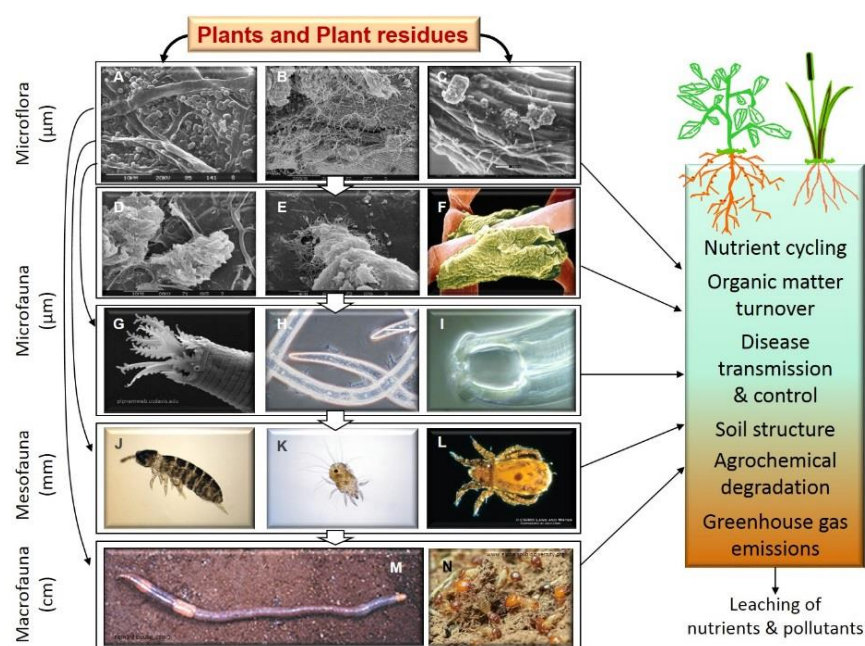 Plants and Plant residues
Microflora
(μm)
A
B
C
Microfauna
(μm)
D
E
F
G
H
I
Mesofauna
(mm)
J
K
L
Macrofauna
(cm)
M
N
Nutrient cycling
Organic matter
turnover
Disease
transmission
& control
Soil structure
Agrochemical
degradation
Greenhouse gas
emissions
Leaching of
nutrients & pollutants